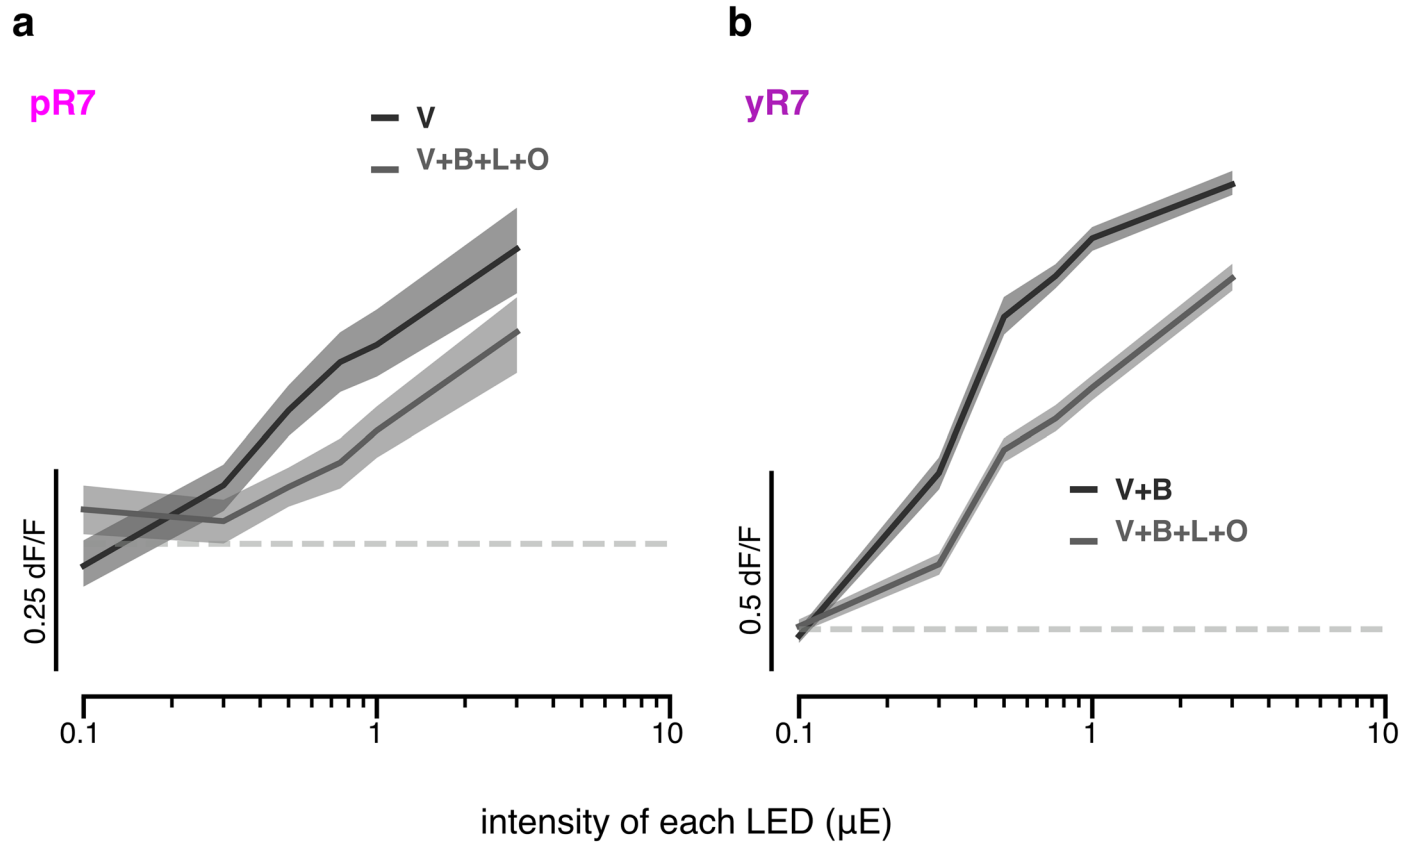 a
pR7
V
V+B+L+O
0.25 dF/F
0.1
1
10
b
yR7
V+B
V+B+L+O
0.5 dF/F
0.1
1
10
intensity of each LED (µE)